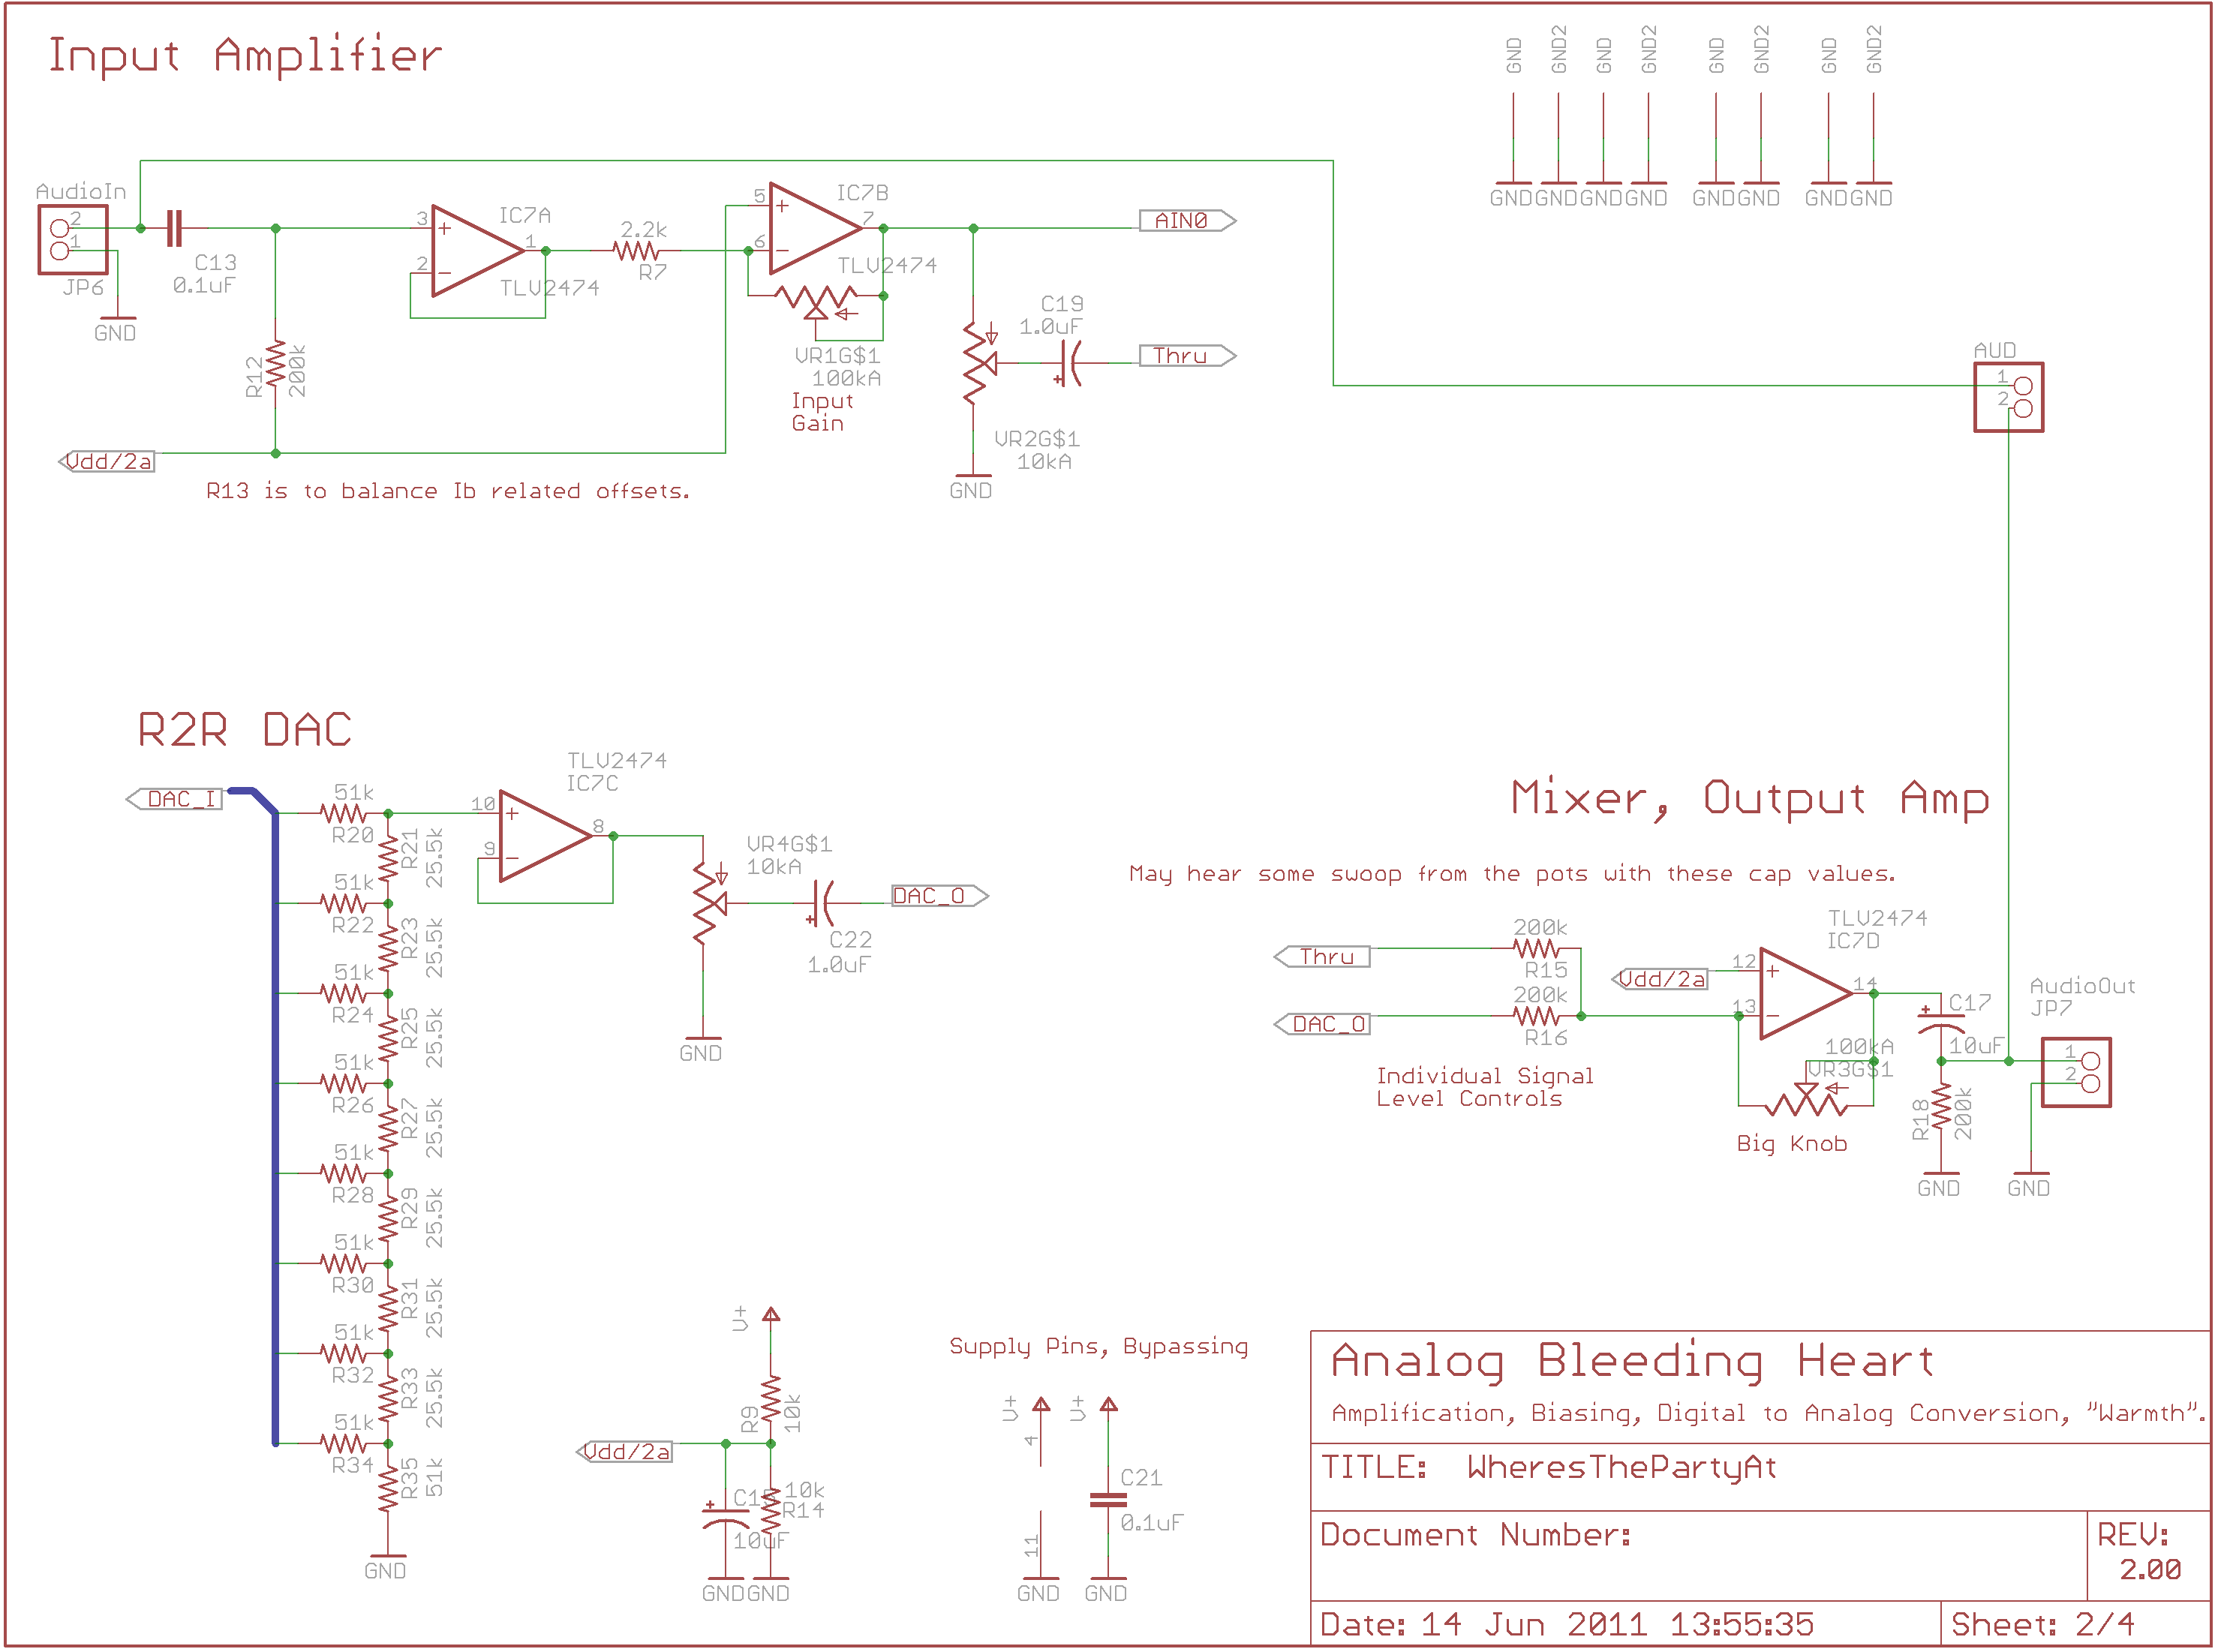 Input Amplifier
GND
GND2
GND
GND2
GND
GND2
GND
GND2
GND
GND
GND
GND
GND
GND
GND
GND
AudioIn
2
1
JP6
GND
C13
0.1uF
R12
200k
3
2
1
IC7A
TLV2474
2.2k
R7
5
6
7
IC7B
TLV2474
VR1G$1
100kA
Input
Gain
AIN0
C19
1.0uF
Thru
VR2G$1
10kA
GND
AUD
1
2
Vdd/2a
R13 is to balance Ib related offsets.
R2R DAC
DAC_I
51k
R20
R21
25.5k
51k
R22
R23
25.5k
51k
R24
R25
25.5k
51k
R26
R27
25.5k
51k
R28
R29
25.5k
51k
R30
R31
25.5k
51k
R32
R33
25.5k
51k
R34
R35
51k
GND
TLV2474
IC7C
10
9
8
VR4G$1
10kA
DAC_O
C22
1.0uF
GND
Mixer, Output Amp
May hear some swoop from the pots with these cap values.
Thru
200k
R15
DAC_O
200k
R16
Individual Signal
Level Controls
Vdd/2a
TLV2474
IC7D
12
13
14
100kA
VR3G$1
Big Knob
C17
10uF
R18
200k
GND
AudioOut
JP7
1
2
GND
V+
R9
10k
Vdd/2a
10k
R14
10uF
GND
GND
Supply Pins, Bypassing
V+
V+
4
11
C21
0.1uF
GND
GND
Analog Bleeding Heart
Amplification, Biasing, Digital to Analog Conversion, "Warmth".
TITLE: WheresThePartyAt
Document Number:
REV:
2.00
Date: 14 Jun 2011 13:55:35
Sheet: 2/4